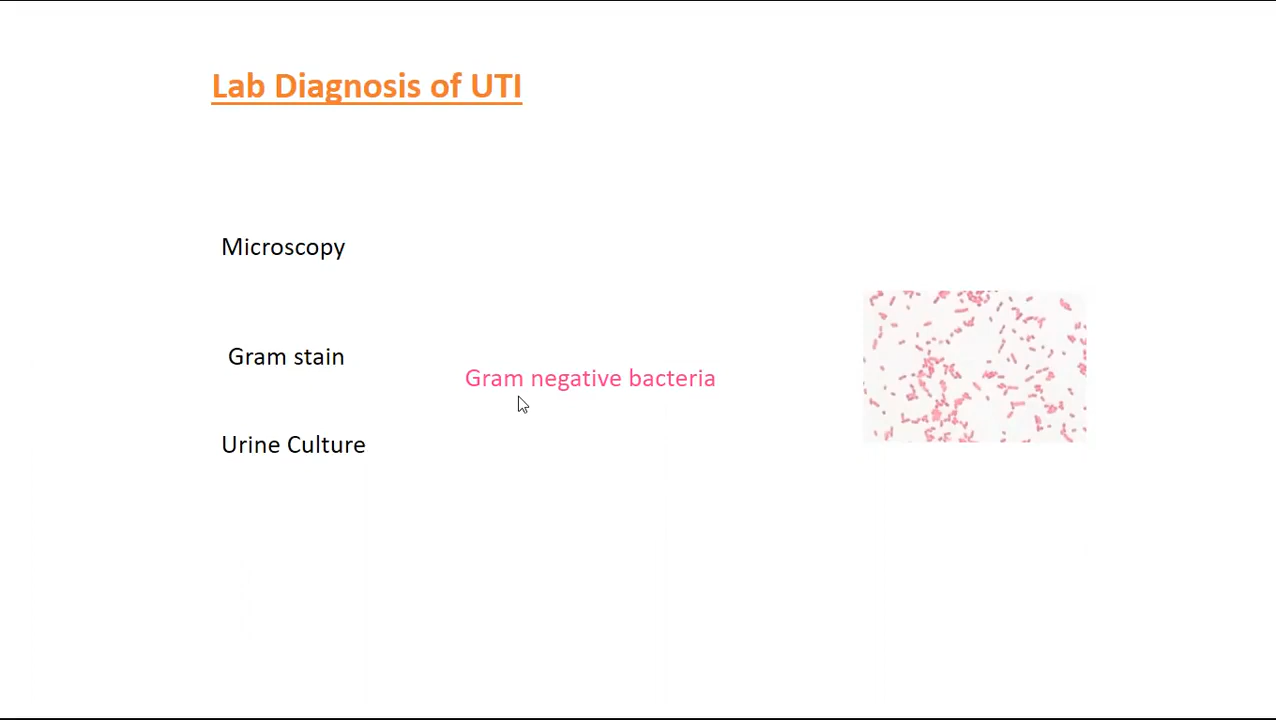 Lab Diagnosis of UTI
Microscopy
Gram stain
Gram negative bacteria
Urine Culture